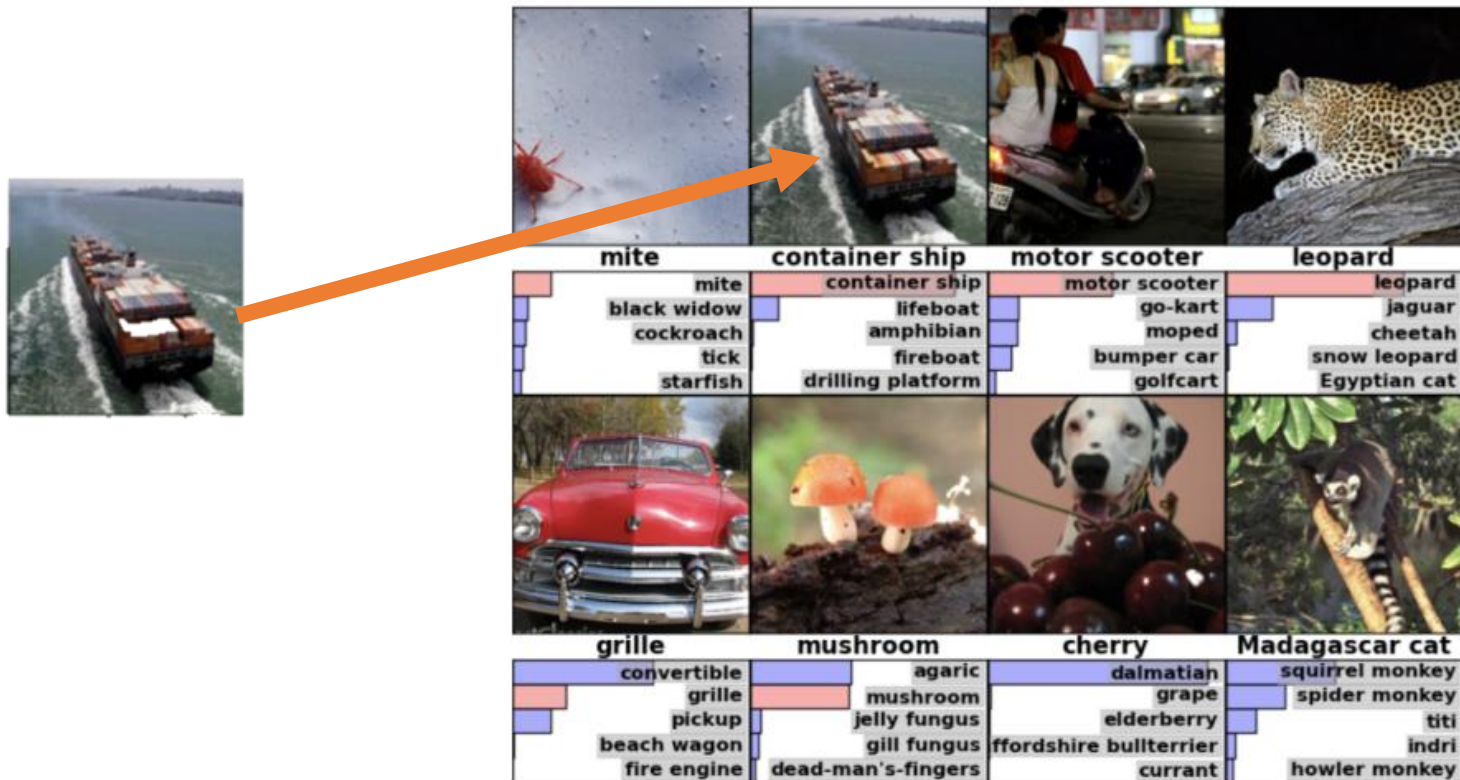 mite
container ship
motor scooter
leopard
mite
black widow
cockroach
tick
starfish
container ship
lifeboat
amphibian
fireboat
drilling platform
motor scooter
go-kart
moped
bumper car
golfcart
leopard
jaguar
cheetah
snow leopard
Egyptian cat
grille
mushroom
cherry
Madagascar cat
convertible
grille
pickup
beach wagon
fire engine
agaric
mushroom
jelly fungus
gill fungus
dead-man's-fingers
dalmatian
grape
elderberry
ffordshire bullterrier
currant
squirrel monkey
spider monkey
titi
indri
howler monkey